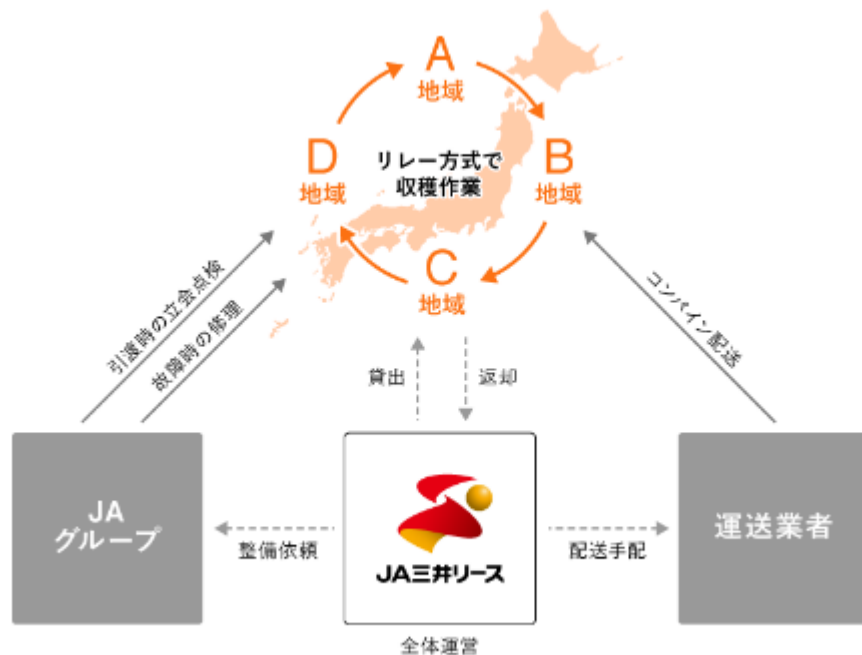 A
地域
D
地域
リレー方式で
収穫作業
B
地域
C
地域
引渡時の立会点検
故障時の修理
コンバイン配送
貸出
返却
JA
グループ
JA三井リース
運送業者
整備依頼
配送手配
全体運営